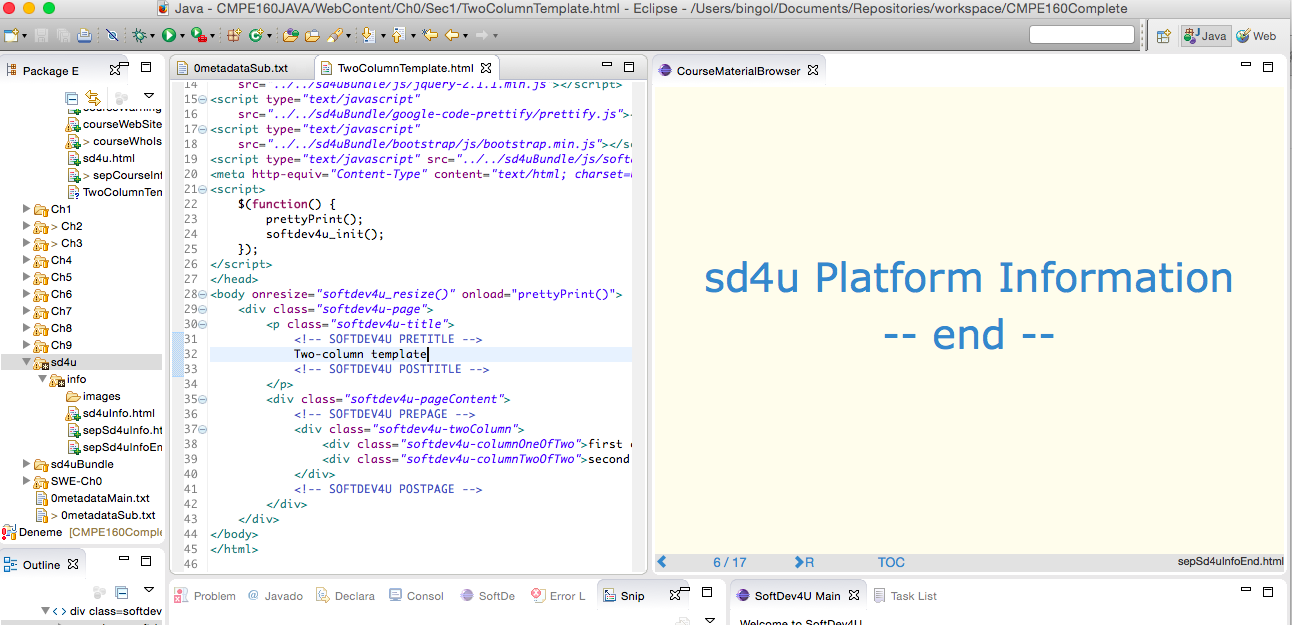 Java - CMPE160JAVA/WebContent/Ch0/Sec1/TwoColumnTemplate.html - Eclipse - /Users/bingol/Documents/Repositories/workspace/CMPE160Complete
Java
Web
Package E
courseWebSite
> courseWhoIs
sd4u.html
> sepCourseInf
TwoColumnTen
Ch1
> Ch2
> Ch3
Ch4
Ch5
Ch6
Ch7
Ch8
Ch9
sd4u
info
images
sd4uInfo.html
sepSd4uInfo.ht
sepSd4uInfoEn
sd4uBundle
SWE-Ch0
0metadataMain.txt
> 0metadataSub.txt
Deneme [CMPE160Comple
Outline
<> div class=softdev
0metadataSub.txt
TwoColumnTemplate.html
14 src="../../sd4uBundle/js/jquery-2.1.1.min.js"></script>
15 <script type="text/javascript"
16 src="../../sd4uBundle/google-code-prettify/prettify.js"><
17 <script type="text/javascript"
18 src="../../sd4uBundle/bootstrap/js/bootstrap.min.js"></s
19 <script type="text/javascript" src="../../sd4uBundle/js/soft
20 <meta http-equiv="Content-Type" content="text/html; charset=
21 <script>
22 $(function() {
23 prettyPrint();
24 softdev4u_init();
25 });
26 </script>
27 </head>
28 <body onresize="softdev4u_resize()" onload="prettyPrint()">
29 <div class="softdev4u-page">
30 <p class="softdev4u-title">
31 <!-- SOFTDEV4U PRETITLE -->
32 Two-column template
33 <!-- SOFTDEV4U POSTTITLE -->
34 </p>
35 <div class="softdev4u-pageContent">
36 <!-- SOFTDEV4U PREPAGE -->
37 <div class="softdev4u-twoColumn">
38 <div class="softdev4u-columnOneOfTwo">first
39 <div class="softdev4u-columnTwoOfTwo">second
40 </div>
41 <!-- SOFTDEV4U POSTPAGE -->
42 </div>
43 </div>
44 </body>
45 </html>
46
CourseMaterialBrowser
sd4u Platform Information
-- end --
6 / 17
R
TOC
sepSd4uInfoEnd.html
Problem
@ Javado
Declara
Consol
SoftDe
Error L
Snip
SoftDev4U Main
Task List
Welcome to SoftDev4U